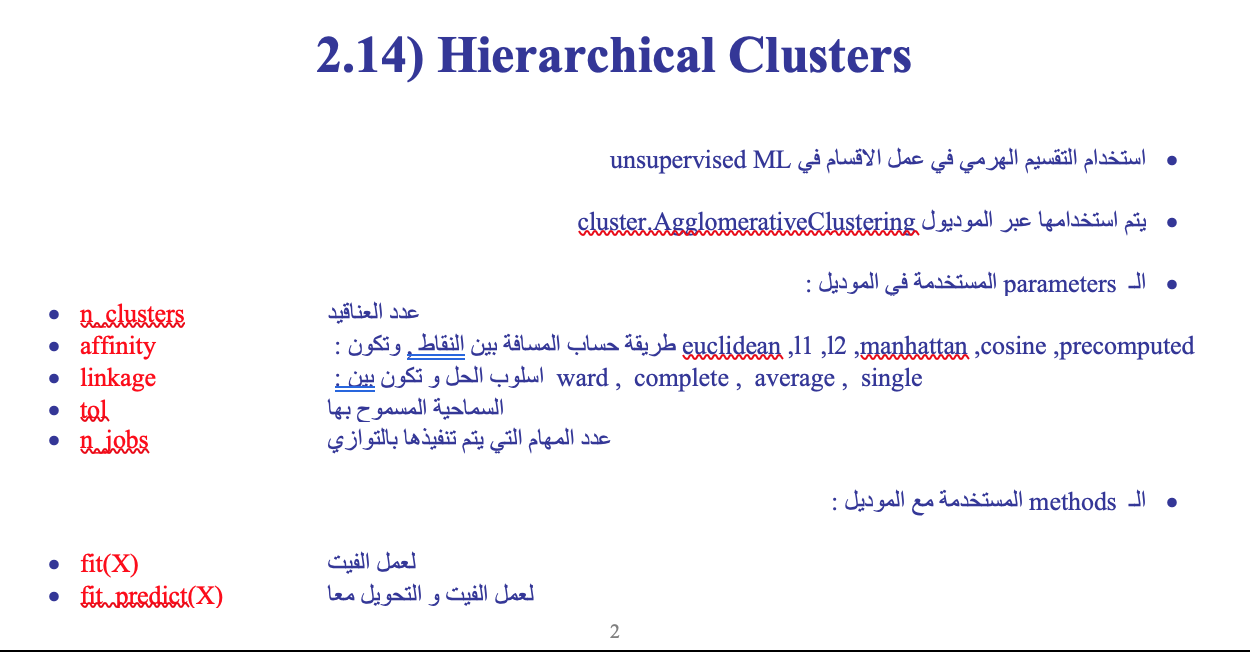 2.14) Hierarchical Clusters
استخدام التقسيم الهرمي في عمل الاقسام في unsupervised ML
يتم استخدامها عبر الموديول cluster.AgglomerativeClustering
الـ parameters المستخدمة في الموديل :
n_clusters عدد العناقيد
affinity طريقة حساب المسافة بين النقاط , وتكون : euclidean ,l1 ,l2 ,manhattan ,cosine ,precomputed
linkage اسلوب الحل و تكون بين : ward , complete , average , single
tol السماحية المسموح بها
n_jobs عدد المهام التي يتم تنفيذها بالتوازي
الـ methods المستخدمة مع الموديل :
fit(X) لعمل الفيت
fit_predict(X) لعمل الفيت و التحويل معا
2